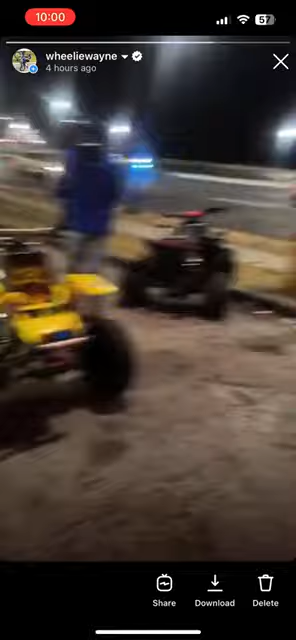 10:00
57
wheeliewayne
4 hours ago
Share
Download
Delete